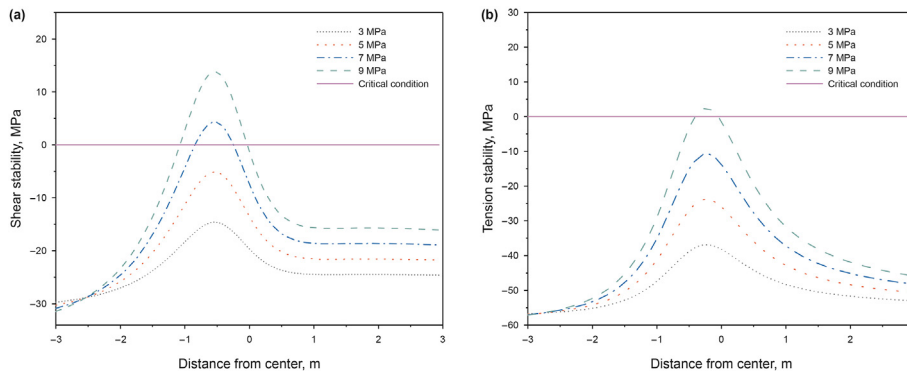 (a)
20
10
0
−10
−20
−30
Shear stability, MPa
3 MPa
5 MPa
7 MPa
9 MPa
Critical condition
−3
−2
−1
0
1
2
3
Distance from center, m
(b)
30
20
10
0
−10
−20
−30
−40
−50
−60
Tension stability, MPa
3 MPa
5 MPa
7 MPa
9 MPa
Critical condition
−3
−2
−1
0
1
2
Distance from center, m